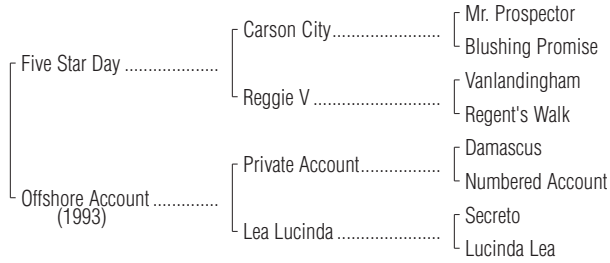 Mr. Prospector
Carson City..................
Blushing Promise
Five Star Day ....................
Vanlandingham
Reggie V ...........................
Regent's Walk
Damascus
Private Account.................
Numbered Account
Offshore Account ..............
(1993)
Secreto
Lea Lucinda ......................
Lucinda Lea